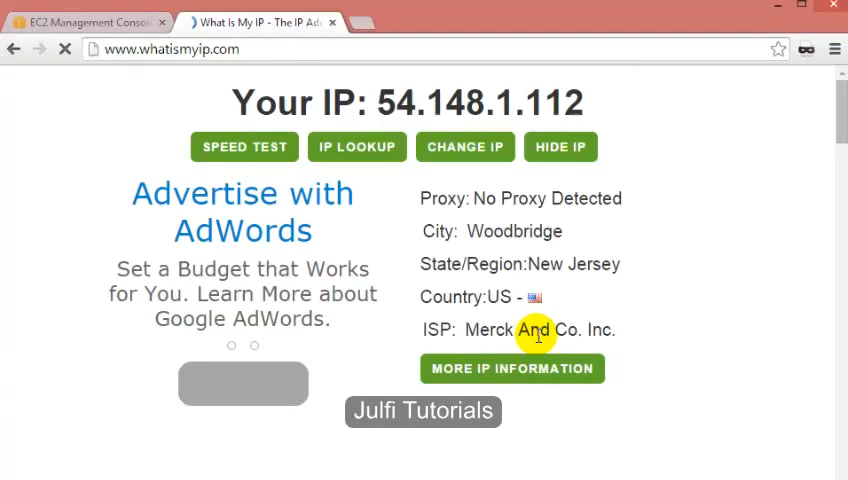 EC2 Management Consol
What Is My IP - The IP Ad
www.whatismyip.com
Your IP: 54.148.1.112
SPEED TEST
IP LOOKUP
CHANGE IP
HIDE IP
Advertise with
AdWords
Set a Budget that Works
for You. Learn More about
Google AdWords.
Proxy: No Proxy Detected
City: Woodbridge
State/Region:New Jersey
Country:US -
ISP: Merck And Co. Inc.
MORE IP INFORMATION
Julfi Tutorials